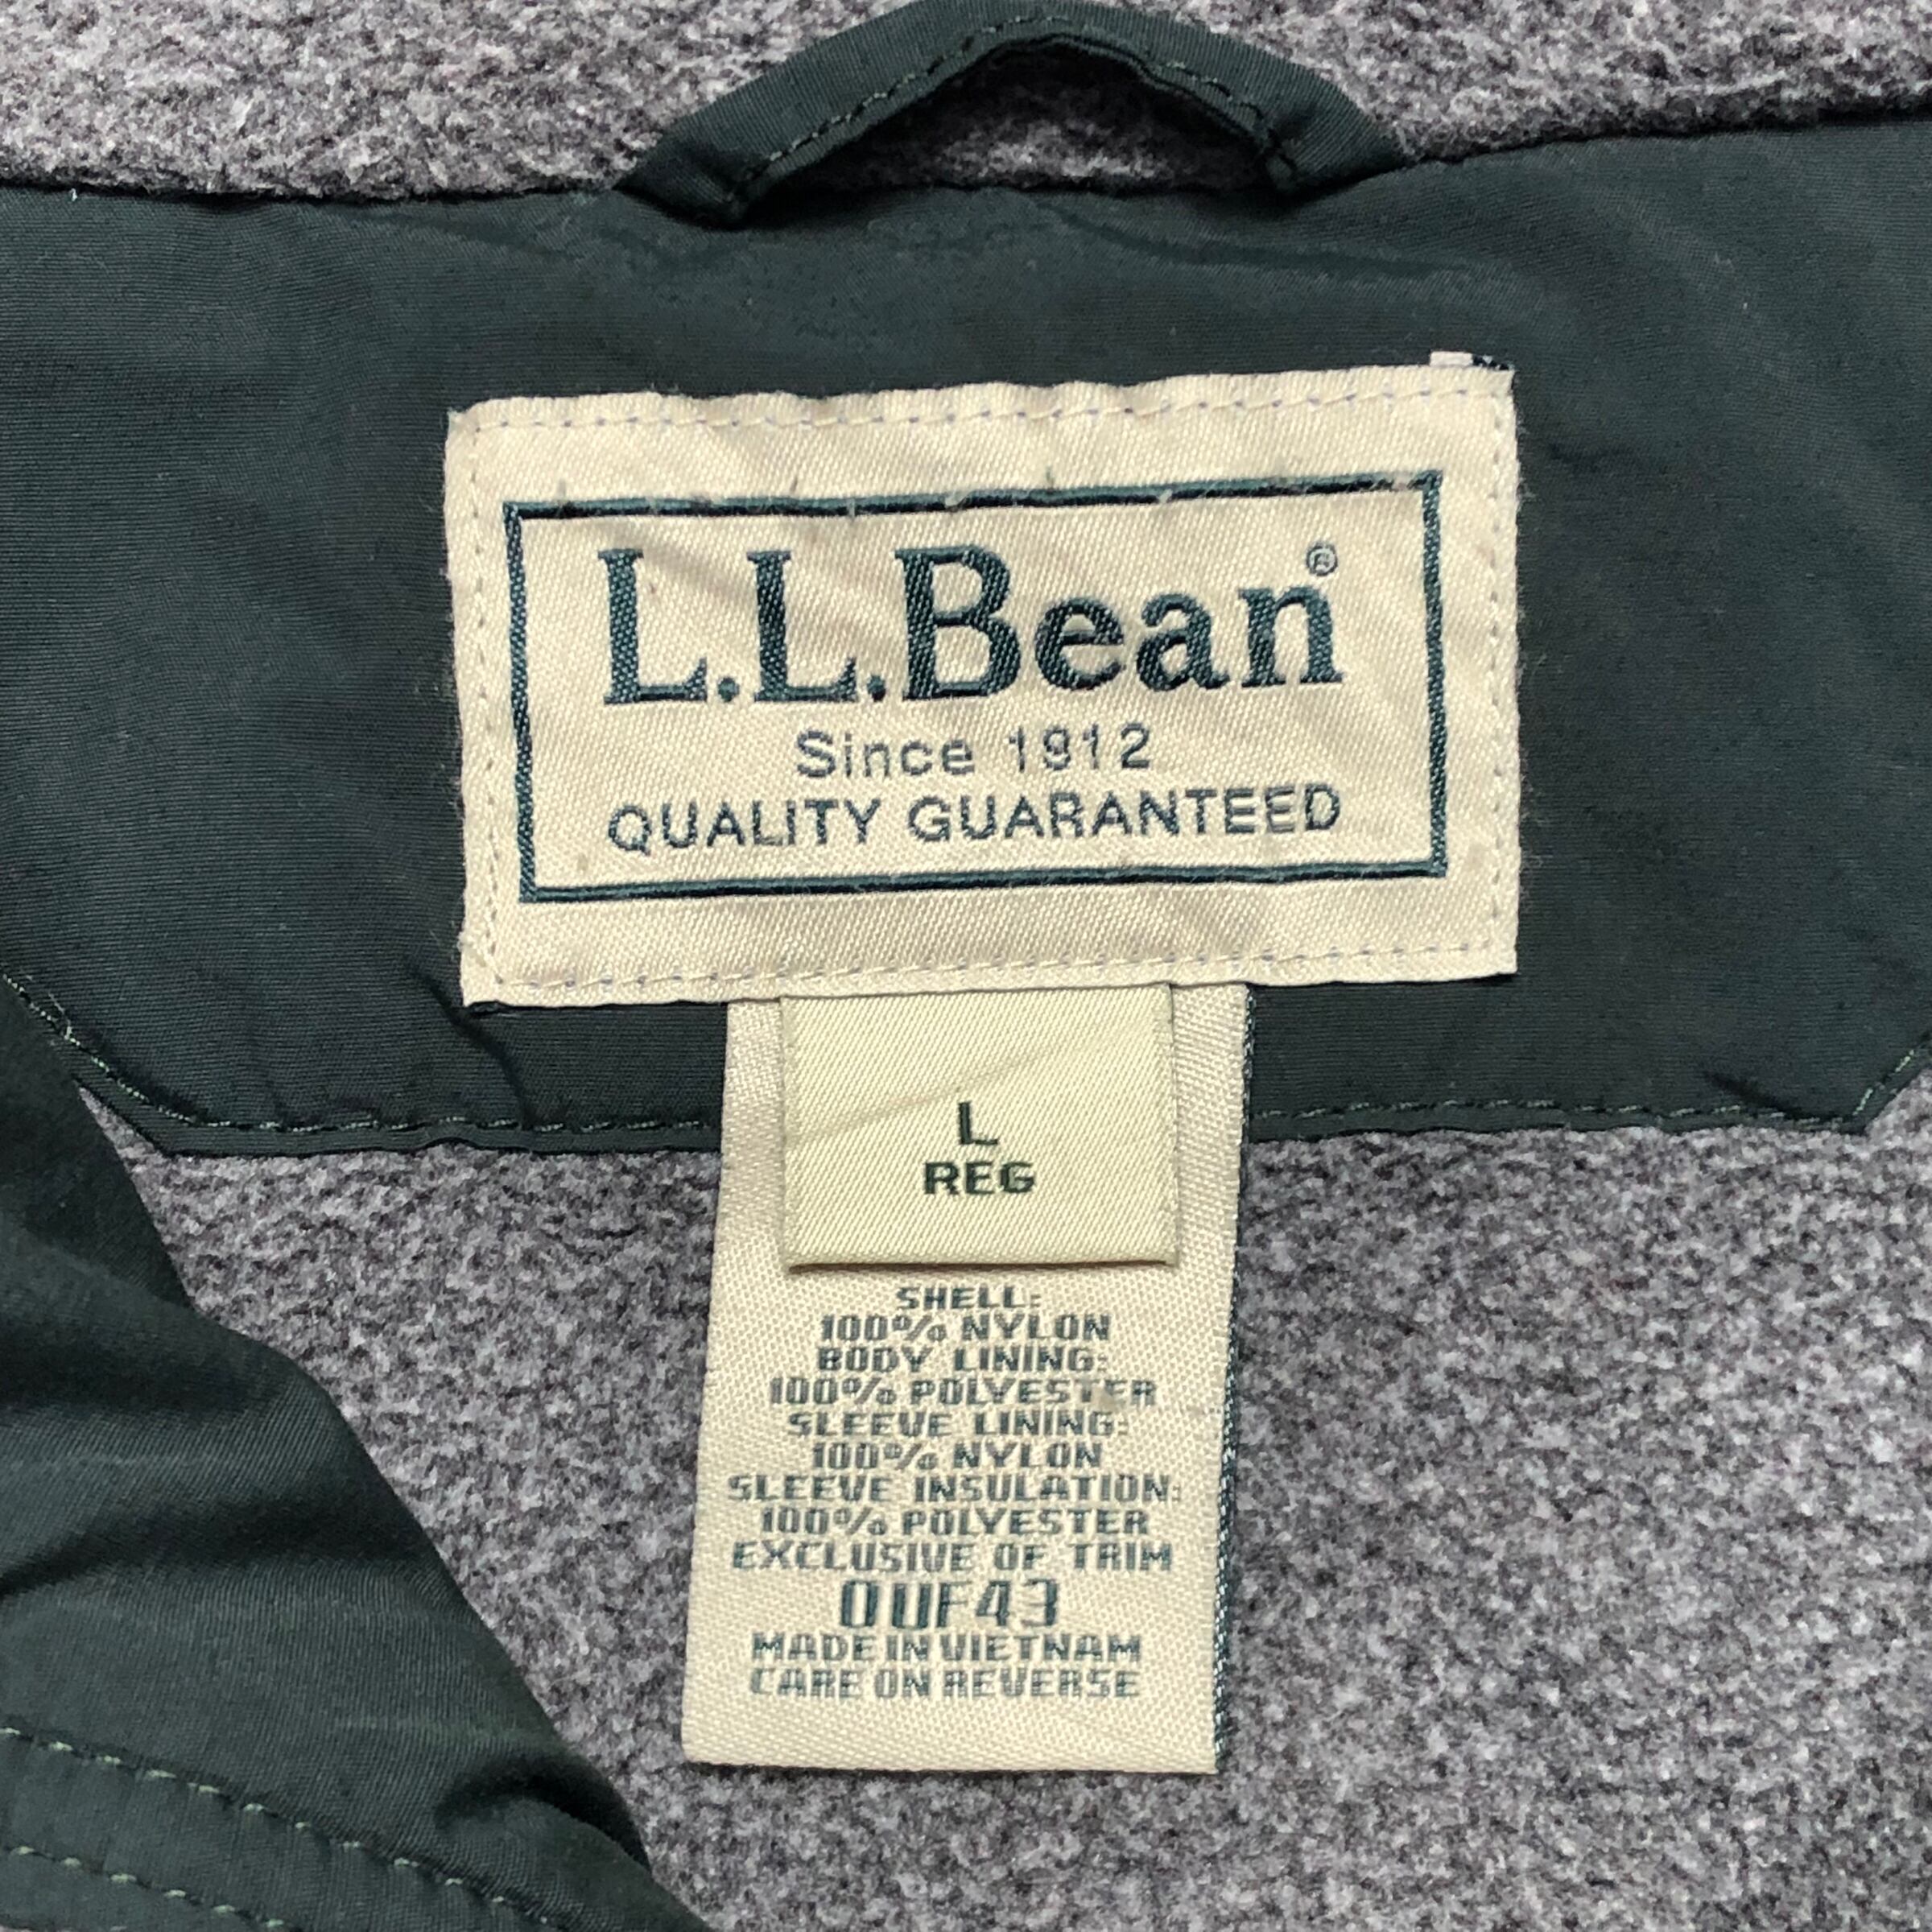 L.L.Bean®
Since 1912
QUALITY GUARANTEED
L
REG
SHELL:
100% NYLON
BODY LINING:
100% POLYESTER
SLEEVE LINING:
100% NYLON
SLEEVE INSULATION:
100% POLYESTER
EXCLUSIVE OF TRIM
0UF43
MADE IN VIETNAM
CARE ON REVERSE